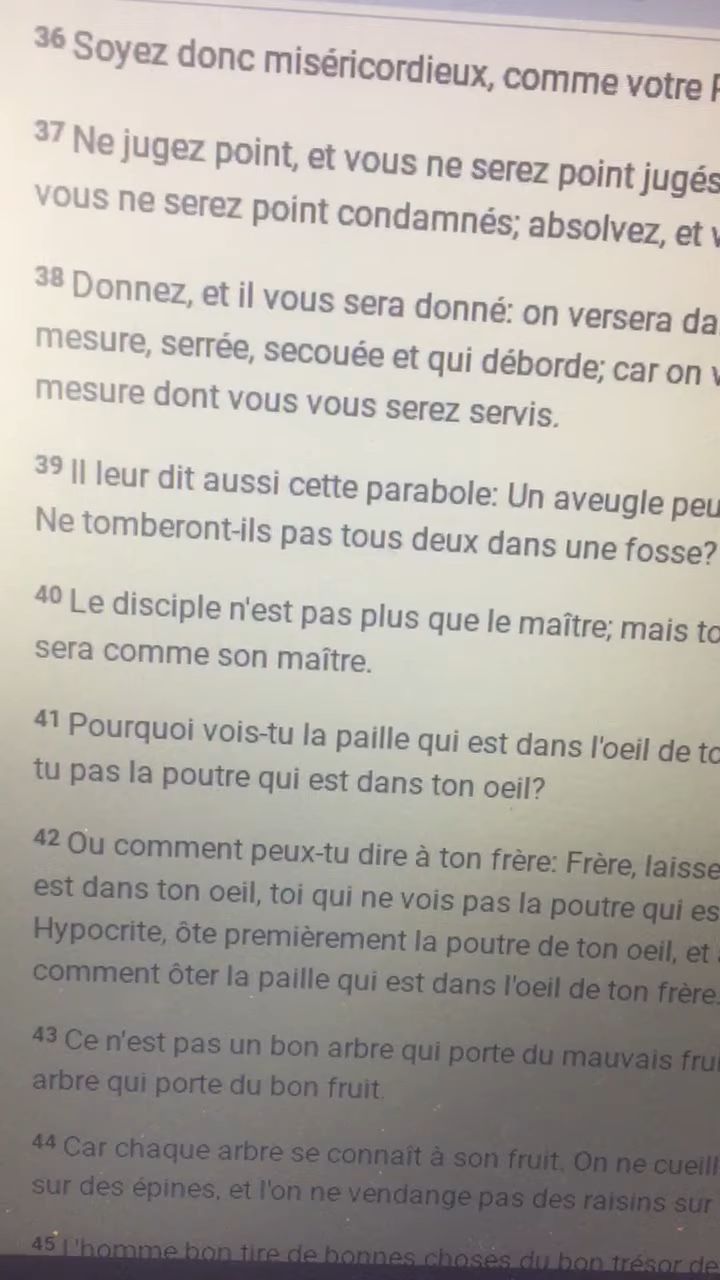 36 Soyez donc miséricordieux, comme votre
37 Ne jugez point, et vous ne serez point jugés
vous ne serez point condamnés; absolvez, et
38 Donnez, et il vous sera donné: on versera
mesure, serrée, secouée et qui déborde; car on
mesure dont vous vous serez servis.
39 Il leur dit aussi cette parabole: Un aveugle
Ne tomberont-ils pas tous deux dans une fosse?
40 Le disciple n'est pas plus que le maître; mais
sera comme son maître.
41 Pourquoi vois-tu la paille qui est dans l'oeil de
tu pas la poutre qui est dans ton oeil?
42 Ou comment peux-tu dire à ton frère: Frère, laisse
est dans ton oeil, toi qui ne vois pas la poutre qui
Hypocrite, ôte premièrement la poutre de ton oeil, et
comment ôter la paille qui est dans l'oeil de ton frère.
43 Ce n'est pas un bon arbre qui porte du mauvais
arbre qui porte du bon fruit.
44 Car chaque arbre se connaît à son fruit. On ne
sur des épines, et l'on ne vendange pas des raisins sur
45 L'homme bon tire de bonnes choses du bon trésor de